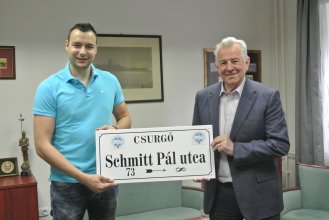 CSURGÓ
Schmitt Pál utca
73 ∞